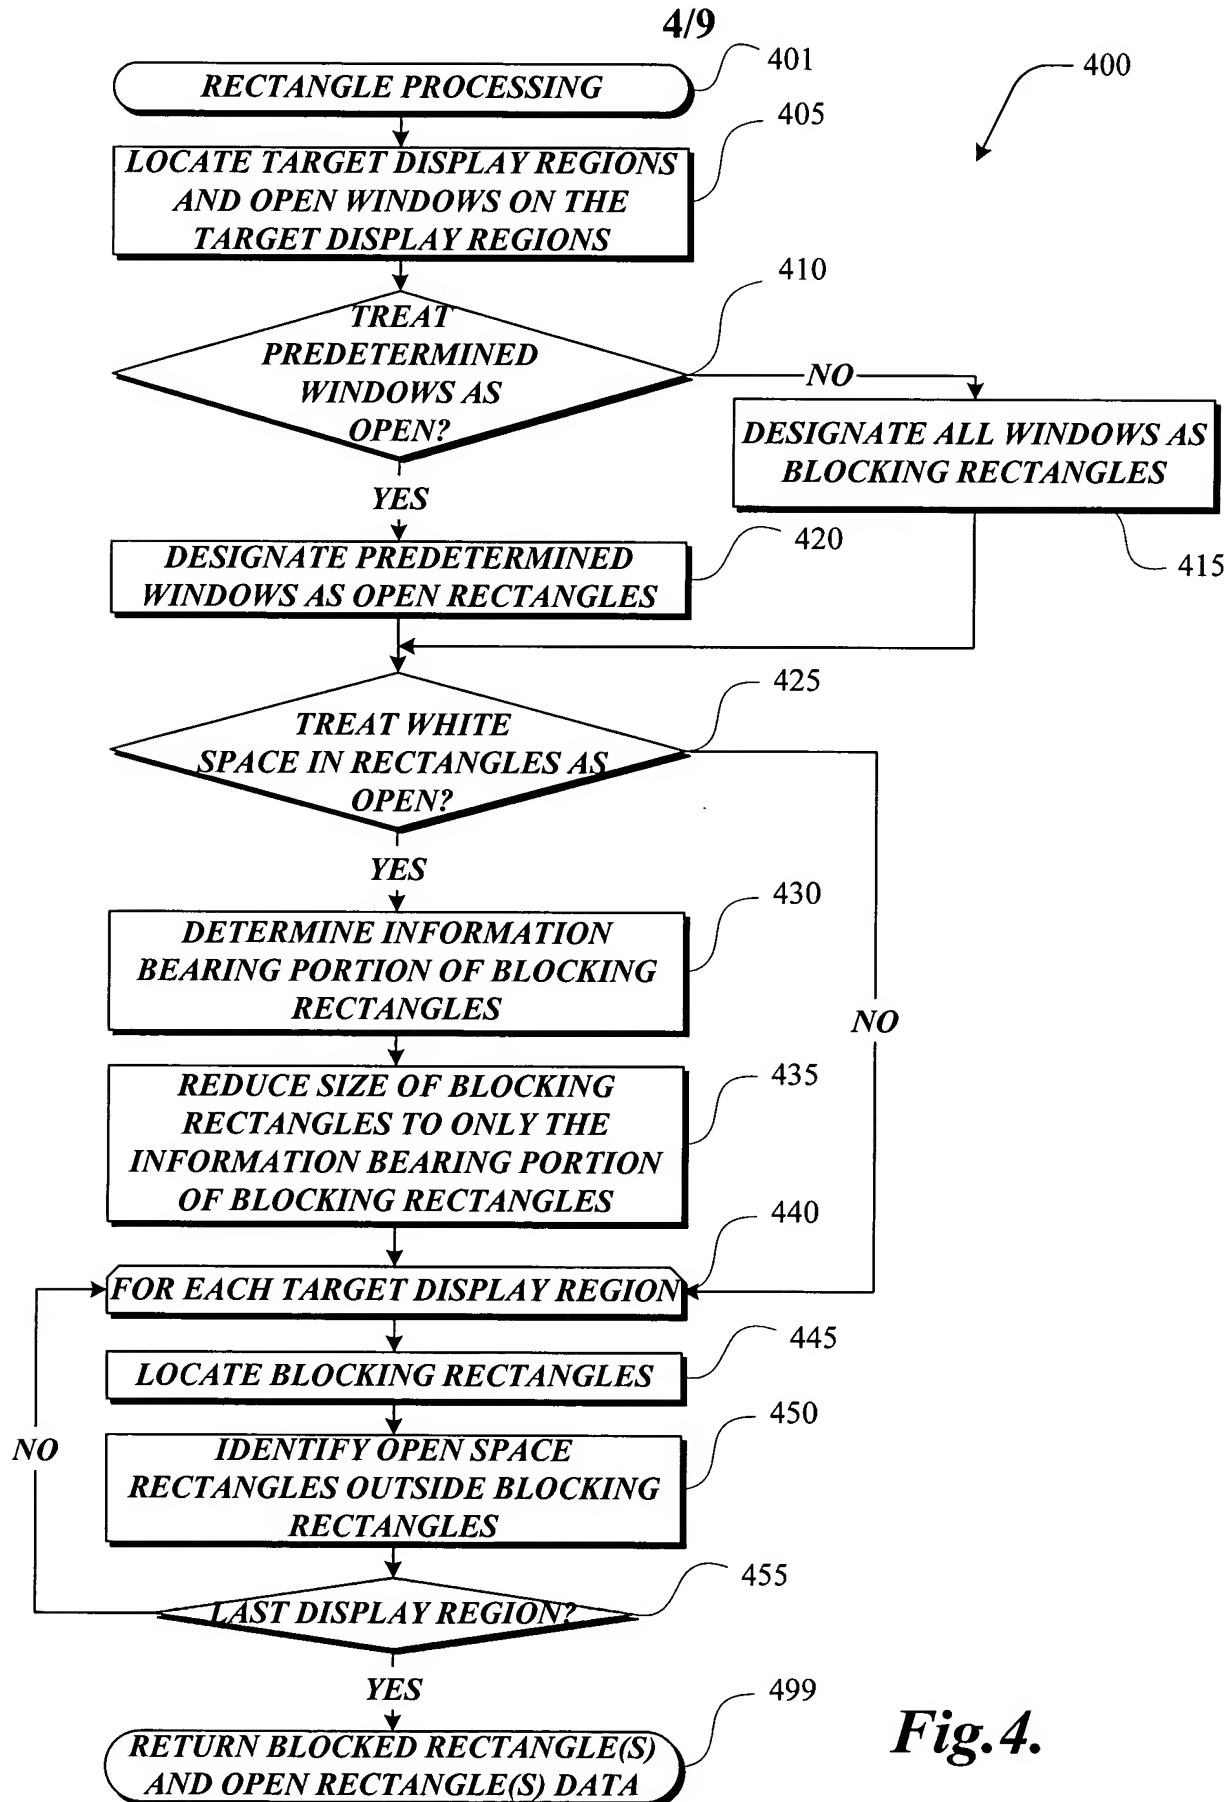 4/9
RECTANGLE PROCESSING
401
400
405
LOCATE TARGET DISPLAY REGIONS
AND OPEN WINDOWS ON THE
TARGET DISPLAY REGIONS
410
TREAT
PREDETERMINED
WINDOWS AS
OPEN?
NO
DESIGNATE ALL WINDOWS AS
BLOCKING RECTANGLES
415
YES
420
DESIGNATE PREDETERMINED
WINDOWS AS OPEN RECTANGLES
425
TREAT WHITE
SPACE IN RECTANGLES AS
OPEN?
YES
NO
430
DETERMINE INFORMATION
BEARING PORTION OF BLOCKING
RECTANGLES
435
REDUCE SIZE OF BLOCKING
RECTANGLES TO ONLY THE
INFORMATION BEARING PORTION
OF BLOCKING RECTANGLES
440
FOR EACH TARGET DISPLAY REGION
445
LOCATE BLOCKING RECTANGLES
450
IDENTIFY OPEN SPACE
RECTANGLES OUTSIDE BLOCKING
RECTANGLES
NO
455
LAST DISPLAY REGION?
YES
499
RETURN BLOCKED RECTANGLE(S)
AND OPEN RECTANGLE(S) DATA
Fig.4.